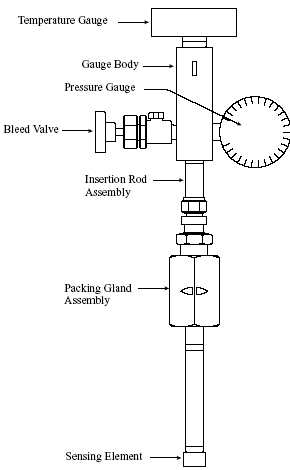 Temperature Gauge
Gauge Body
Pressure Gauge
Bleed Valve
Insertion Rod
Assembly
Packing Gland
Assembly
Sensing Element